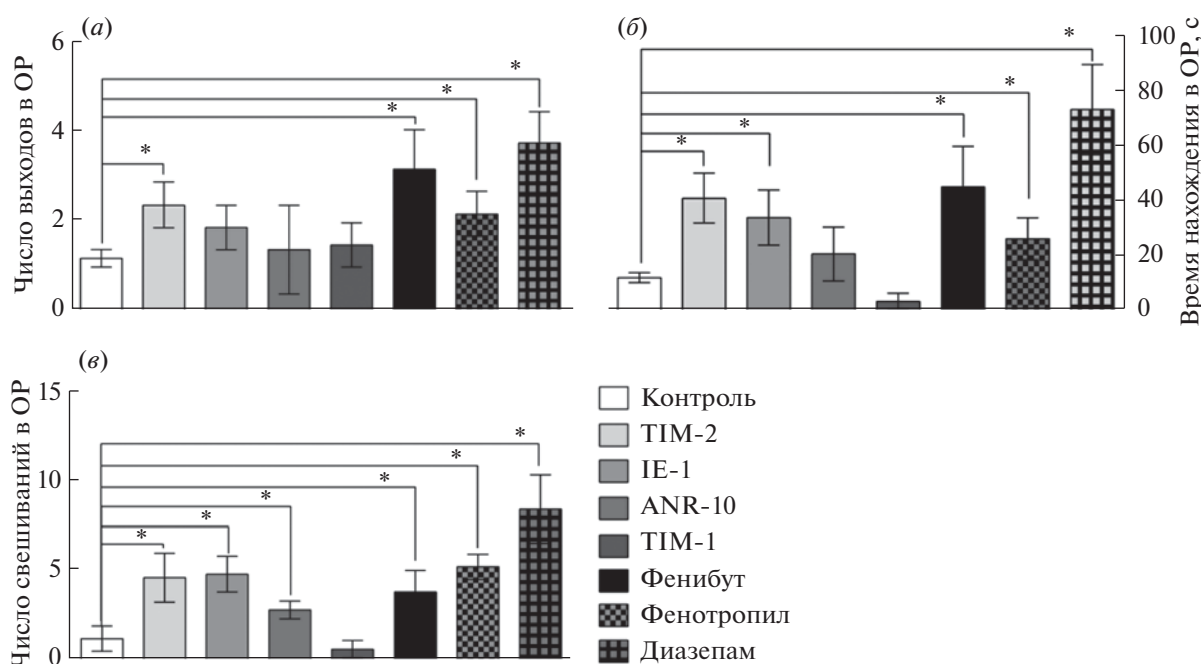 (а)
Число выходов в ОР
6
4
2
0
*
*
*
*
(б)
Время нахождения в ОР, с
100
80
60
40
20
0
*
*
*
*
*
(в)
Число свешиваний в ОР
15
10
5
0
*
*
*
*
*
*
Контроль
TIM-2
IE-1
ANR-10
TIM-1
Фенибут
Фенотропил
Диазепам